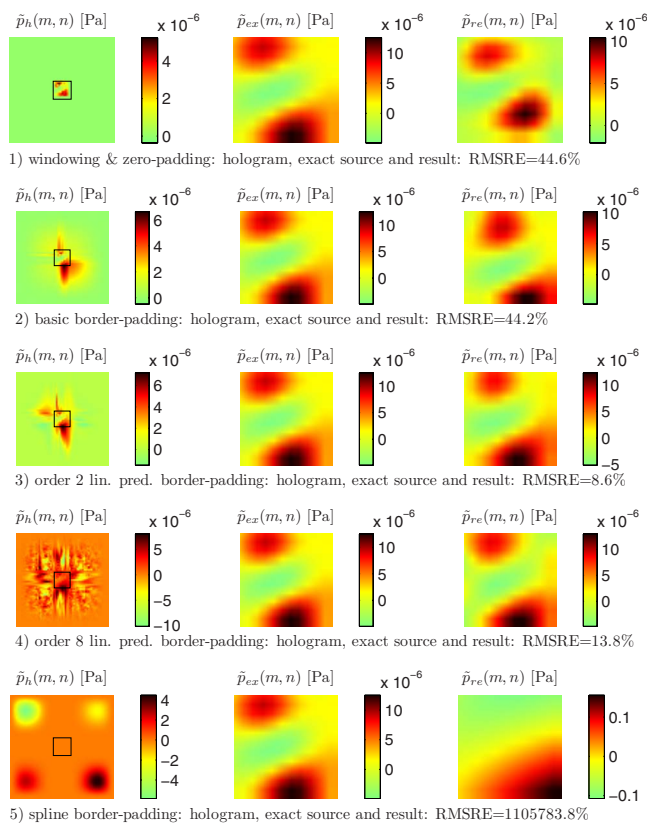 p̃_h(m, n) [Pa] p̃_ex(m, n) [Pa] p̃_re(m, n) [Pa]
x 10^-6 x 10^-6 x 10^-6
4 10 10
2 5 5
0 0 0
1) windowing & zero-padding: hologram, exact source and result: RMSRE=44.6%
p̃_h(m, n) [Pa] p̃_ex(m, n) [Pa] p̃_re(m, n) [Pa]
x 10^-6 x 10^-6 x 10^-6
6 10 10
4 5 5
2 0 0
0
2) basic border-padding: hologram, exact source and result: RMSRE=44.2%
p̃_h(m, n) [Pa] p̃_ex(m, n) [Pa] p̃_re(m, n) [Pa]
x 10^-6 x 10^-6 x 10^-6
6 10 10
4 5 5
2 0 0
0 −5
3) order 2 lin. pred. border-padding: hologram, exact source and result: RMSRE=8.6%
p̃_h(m, n) [Pa] p̃_ex(m, n) [Pa] p̃_re(m, n) [Pa]
x 10^-6 x 10^-6 x 10^-6
5 10 10
0 5 5
−5 0 0
−10
4) order 8 lin. pred. border-padding: hologram, exact source and result: RMSRE=13.8%
p̃_h(m, n) [Pa] p̃_ex(m, n) [Pa] p̃_re(m, n) [Pa]
x 10^-6
4 10 0.1
2 5 0
0 0 −0.1
−2
−4
5) spline border-padding: hologram, exact source and result: RMSRE=1105783.8%